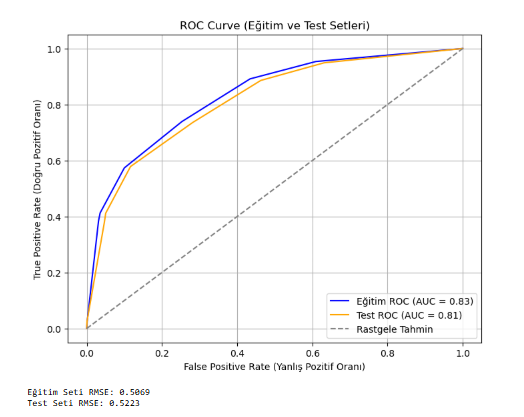 ROC Curve (Eğitim ve Test Setleri)
1.0
0.8
0.6
0.4
0.2
0.0
True Positive Rate (Doğru Pozitif Oranı)
Eğitim ROC (AUC = 0.83)
Test ROC (AUC = 0.81)
Rastgele Tahmin
0.0 0.2 0.4 0.6 0.8 1.0
False Positive Rate (Yanlış Pozitif Oranı)
Eğitim Seti RMSE: 0.5069
Test Seti RMSE: 0.5223